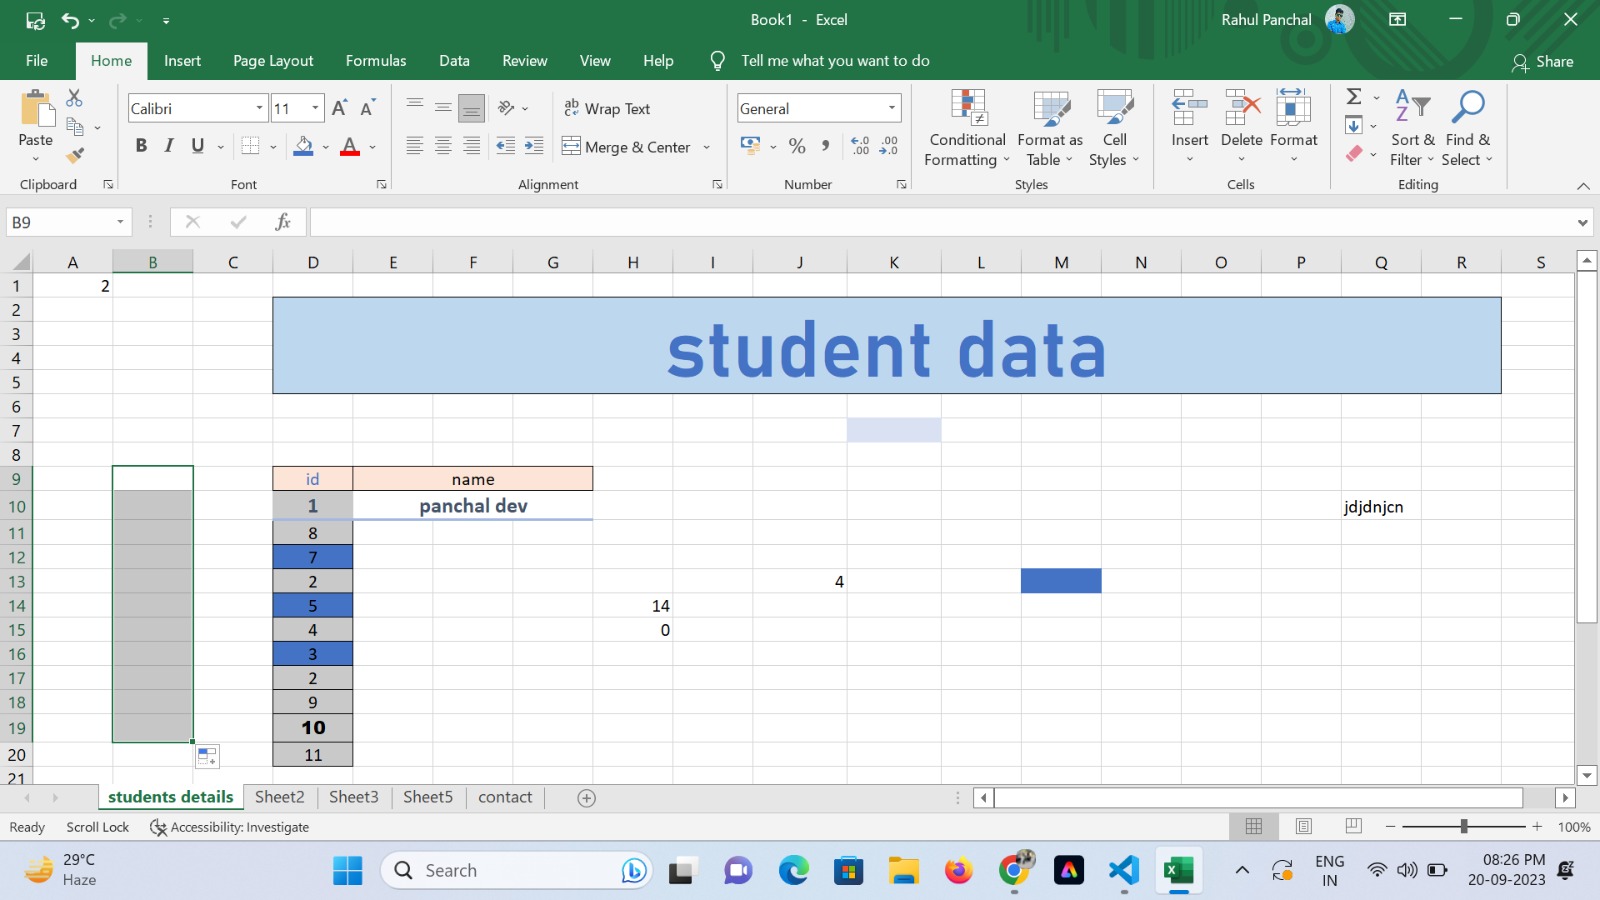 Book1 - Excel
Rahul Panchal
File Home Insert Page Layout Formulas Data Review View Help Tell me what you want to do Share
Calibri 11 ab Wrap Text General
Paste B I U Merge & Center % Conditional Formatting Format as Table Cell Styles Insert Delete Format Sort & Filter Find & Select
Clipboard Font Alignment Number Styles Cells Editing
B9 fx
A B C D E F G H I J K L M N O P Q R S
1 2
2
3
student data
4
5
6
7
8
9 id name
10 1 panchal dev jdjdnjcn
11 8
12 7
13 2 4
14 5 14
15 4 0
16 3
17 2
18 9
19 10
20 11
21
students details Sheet2 Sheet3 Sheet5 contact
Ready Scroll Lock Accessibility: Investigate 100%
29°C Search ENG 08:26 PM
Haze IN 20-09-2023